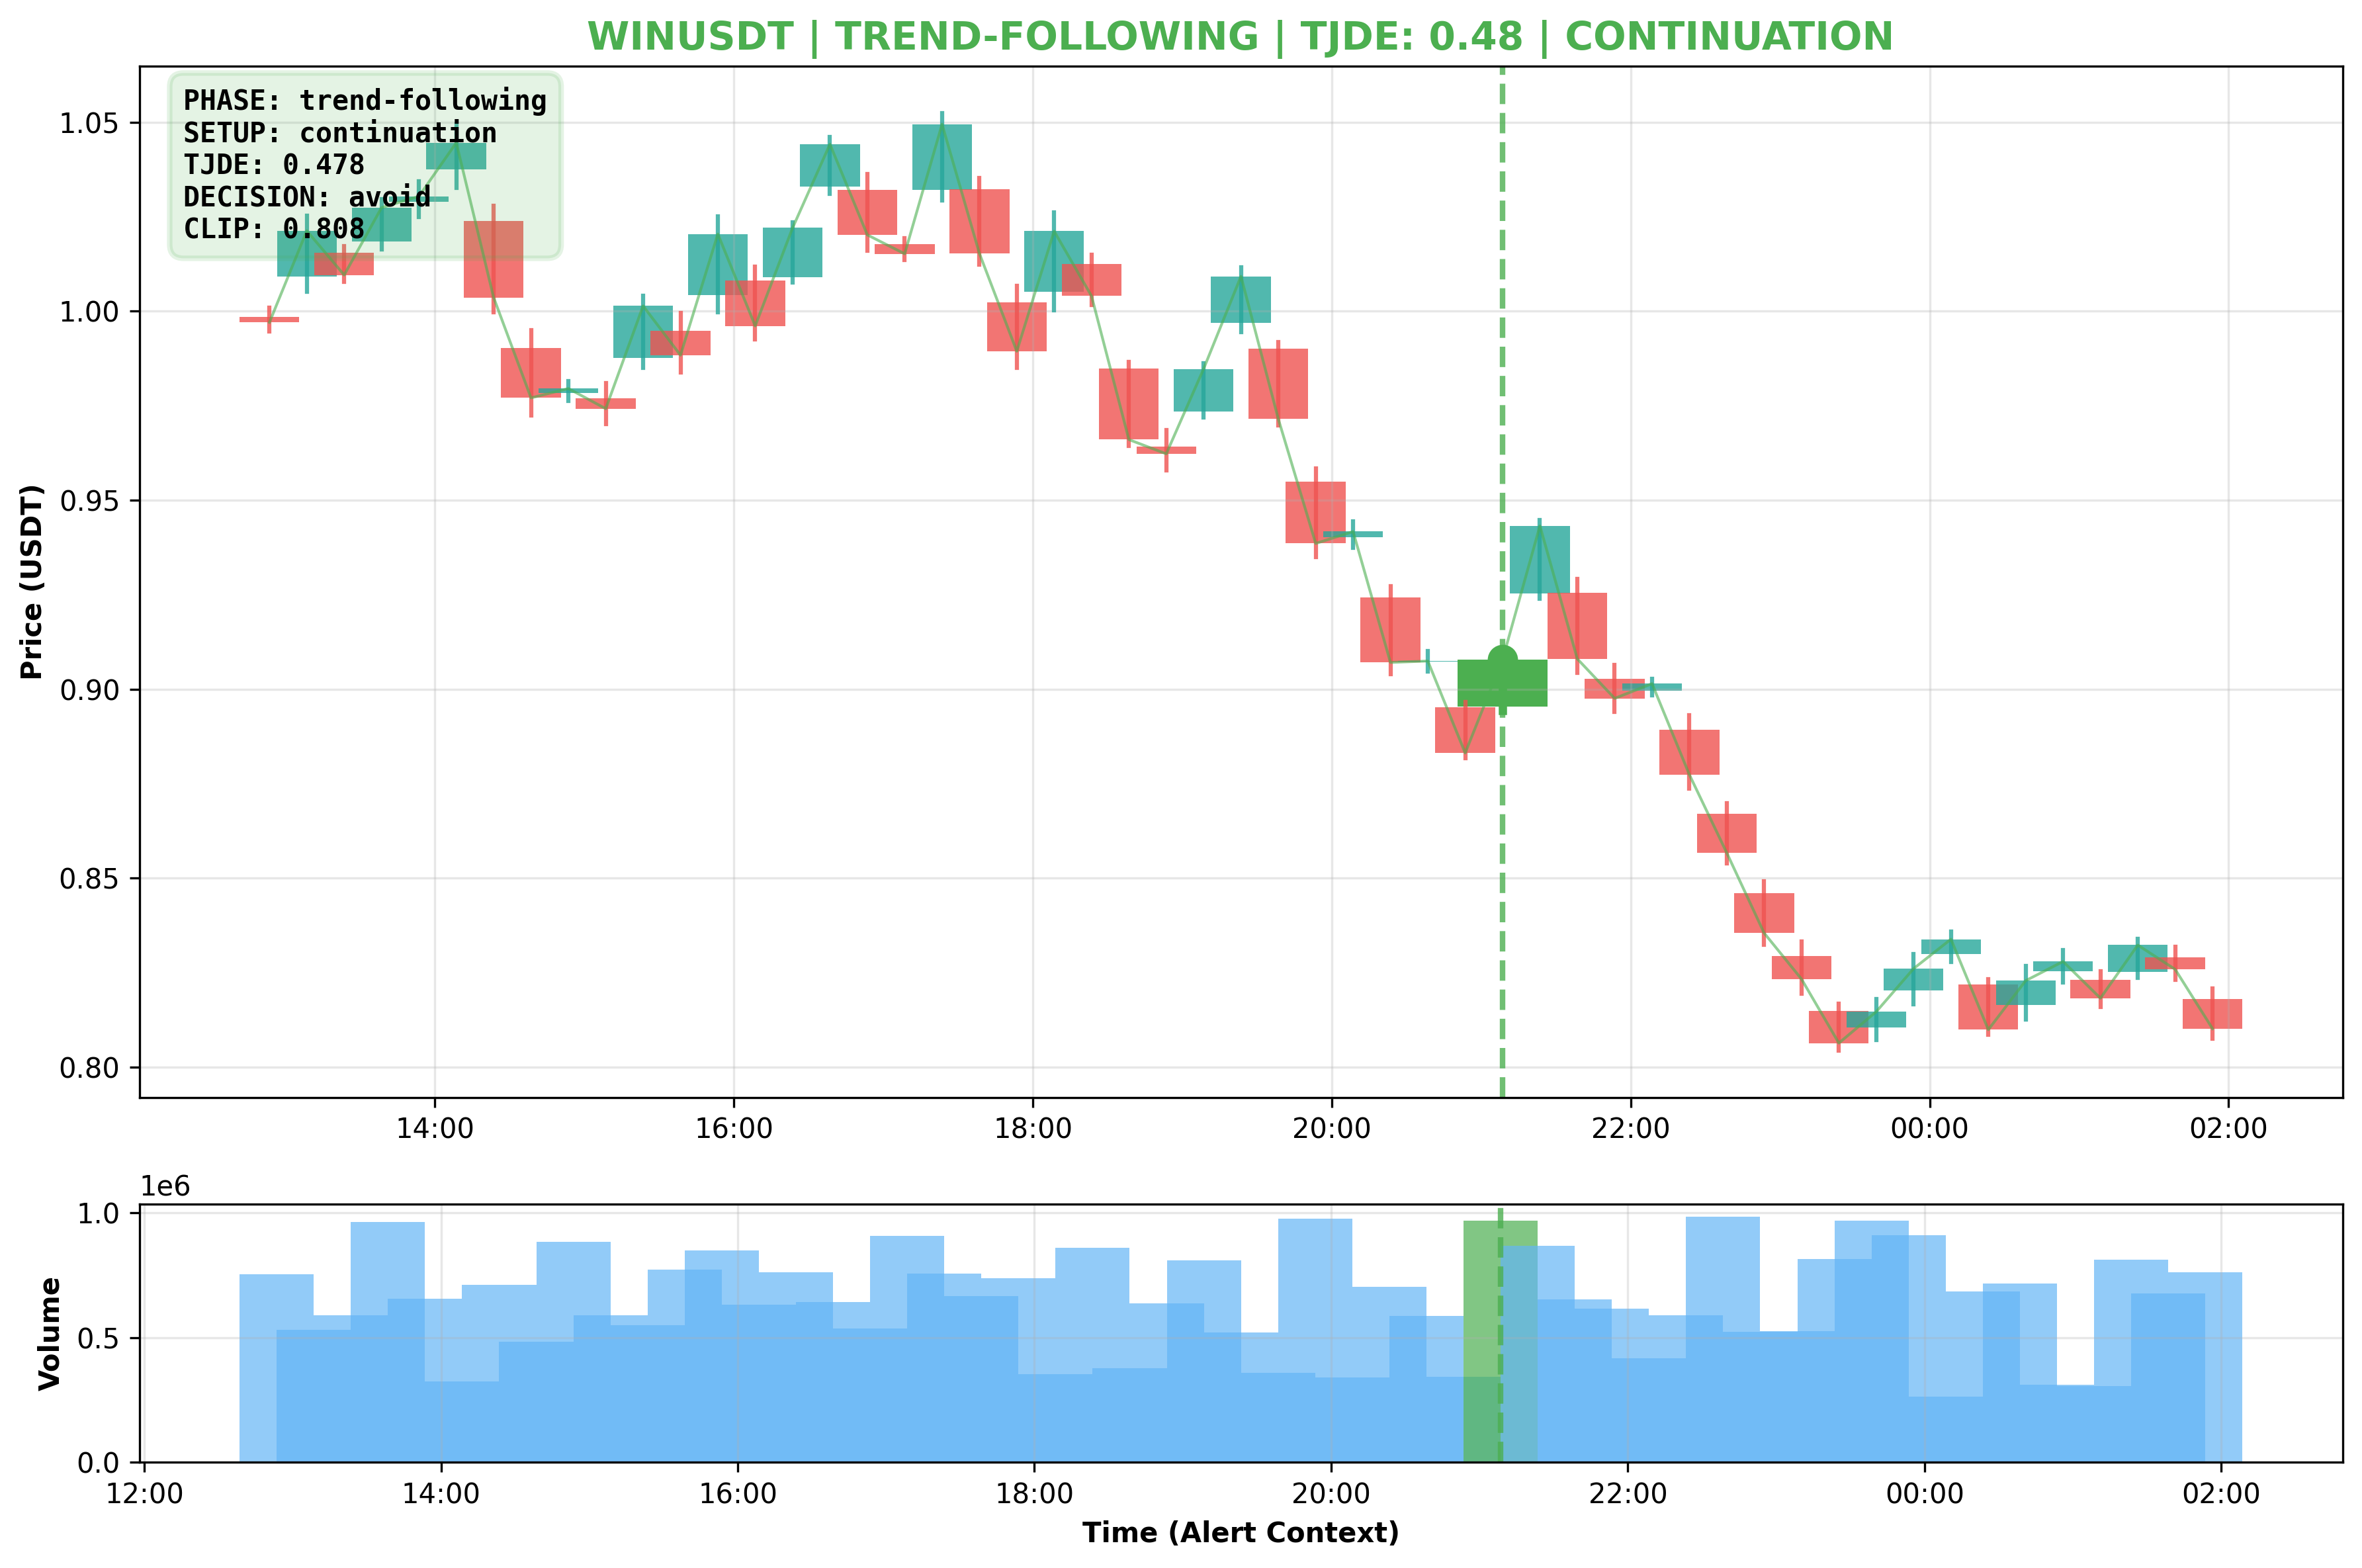 WINUSDT | TREND-FOLLOWING | TJDE: 0.48 | CONTINUATION
PHASE: trend-following
SETUP: continuation
TJDE: 0.478
DECISION: avoid
CLIP: 0.808
Price (USDT)
1.05
1.00
0.95
0.90
0.85
0.80
14:00 16:00 18:00 20:00 22:00 00:00 02:00
1e6
Volume
1.0
0.5
0.0
12:00 14:00 16:00 18:00 20:00 22:00 00:00 02:00
Time (Alert Context)